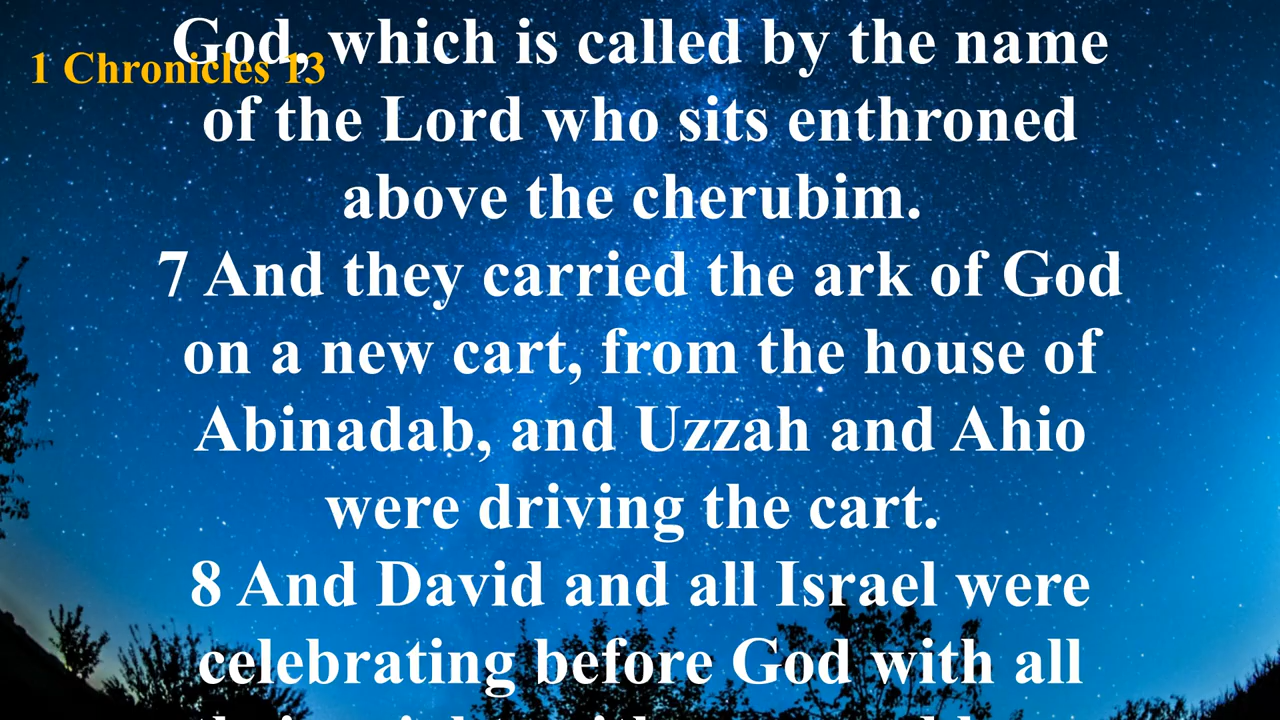 1 Chronicles 13
God, which is called by the name
of the Lord who sits enthroned
above the cherubim.
7 And they carried the ark of God
on a new cart, from the house of
Abinadab, and Uzzah and Ahio
were driving the cart.
8 And David and all Israel were
celebrating before God with all